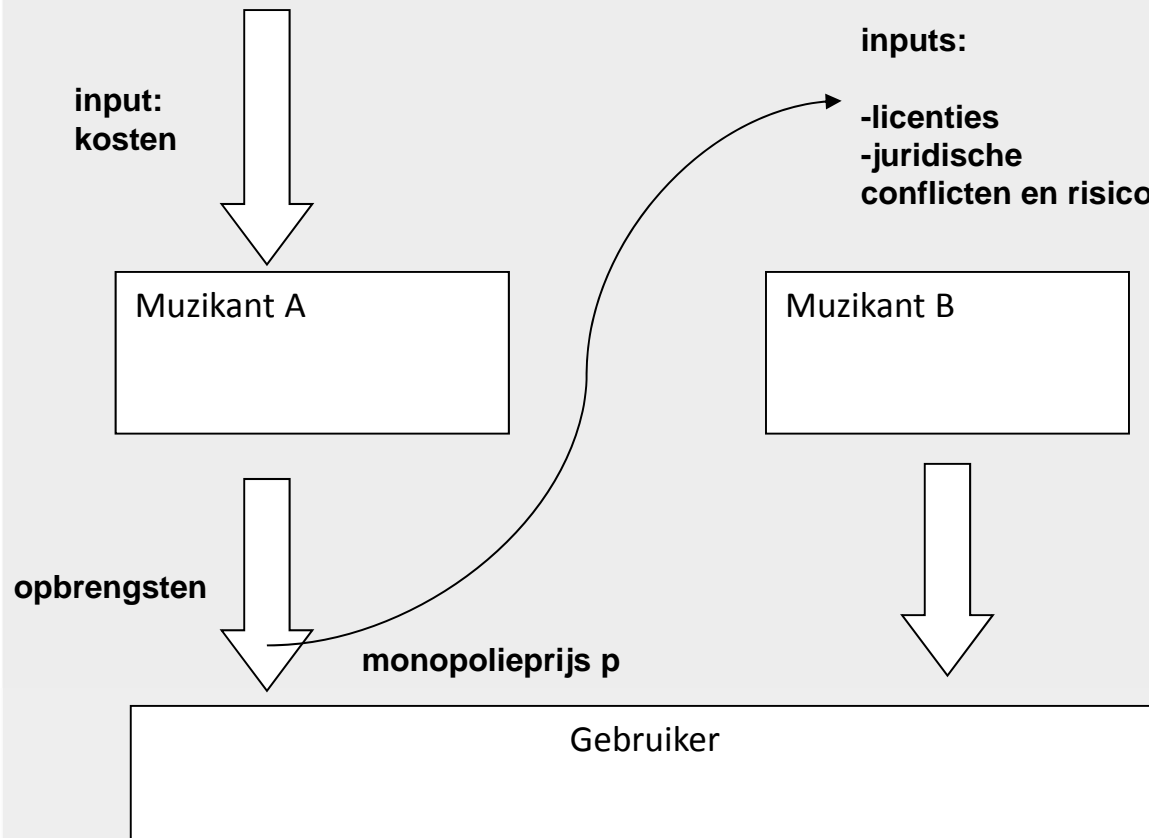 inputs:
input:
kosten
-licenties
-juridische
conflicten en risico
Muzikant A
Muzikant B
opbrengsten
monopolieprijs p
Gebruiker